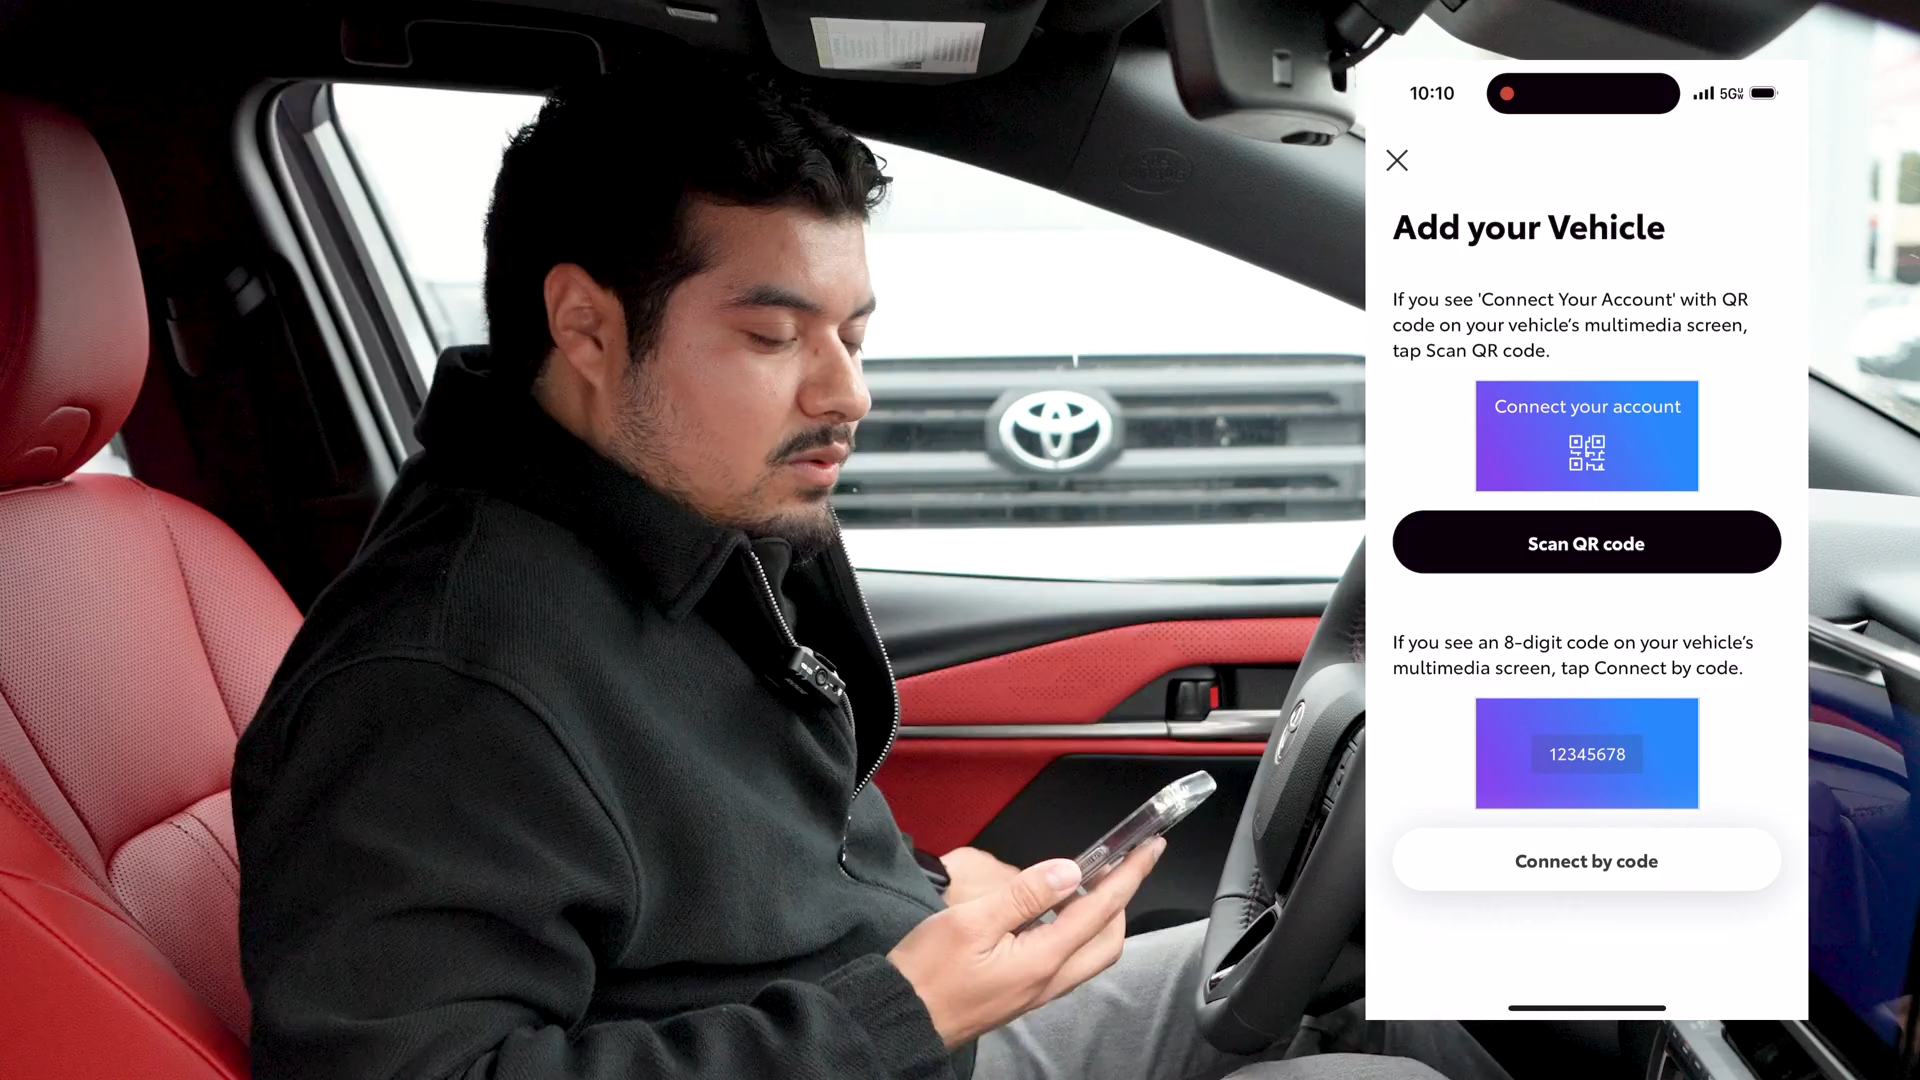 10:10
5GUW
Add your Vehicle
If you see 'Connect Your Account' with QR
code on your vehicle’s multimedia screen,
tap Scan QR code.
Connect your account
Scan QR code
If you see an 8-digit code on your vehicle’s
multimedia screen, tap Connect by code.
12345678
Connect by code